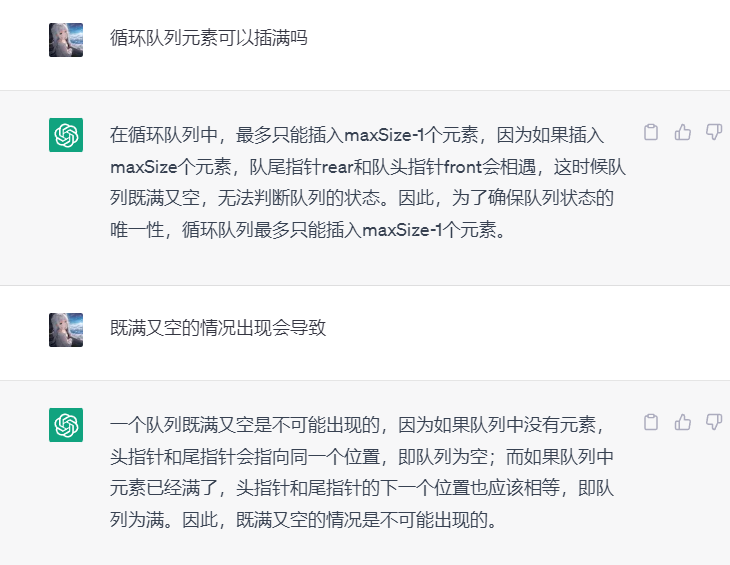 循环队列元素可以插满吗
在循环队列中，最多只能插入maxSize-1个元素，因为如果插入
maxSize个元素，队尾指针rear和队头指针front会相遇，这时候队
列既满又空，无法判断队列的状态。因此，为了确保队列状态的
唯一性，循环队列最多只能插入maxSize-1个元素。
既满又空的情况出现会导致
一个队列既满又空是不可能出现的，因为如果队列中没有元素，
头指针和尾指针会指向同一个位置，即队列为空；而如果队列中
元素已经满了，头指针和尾指针的下一个位置也应该相等，即队
列为满。因此，既满又空的情况是不可能出现的。